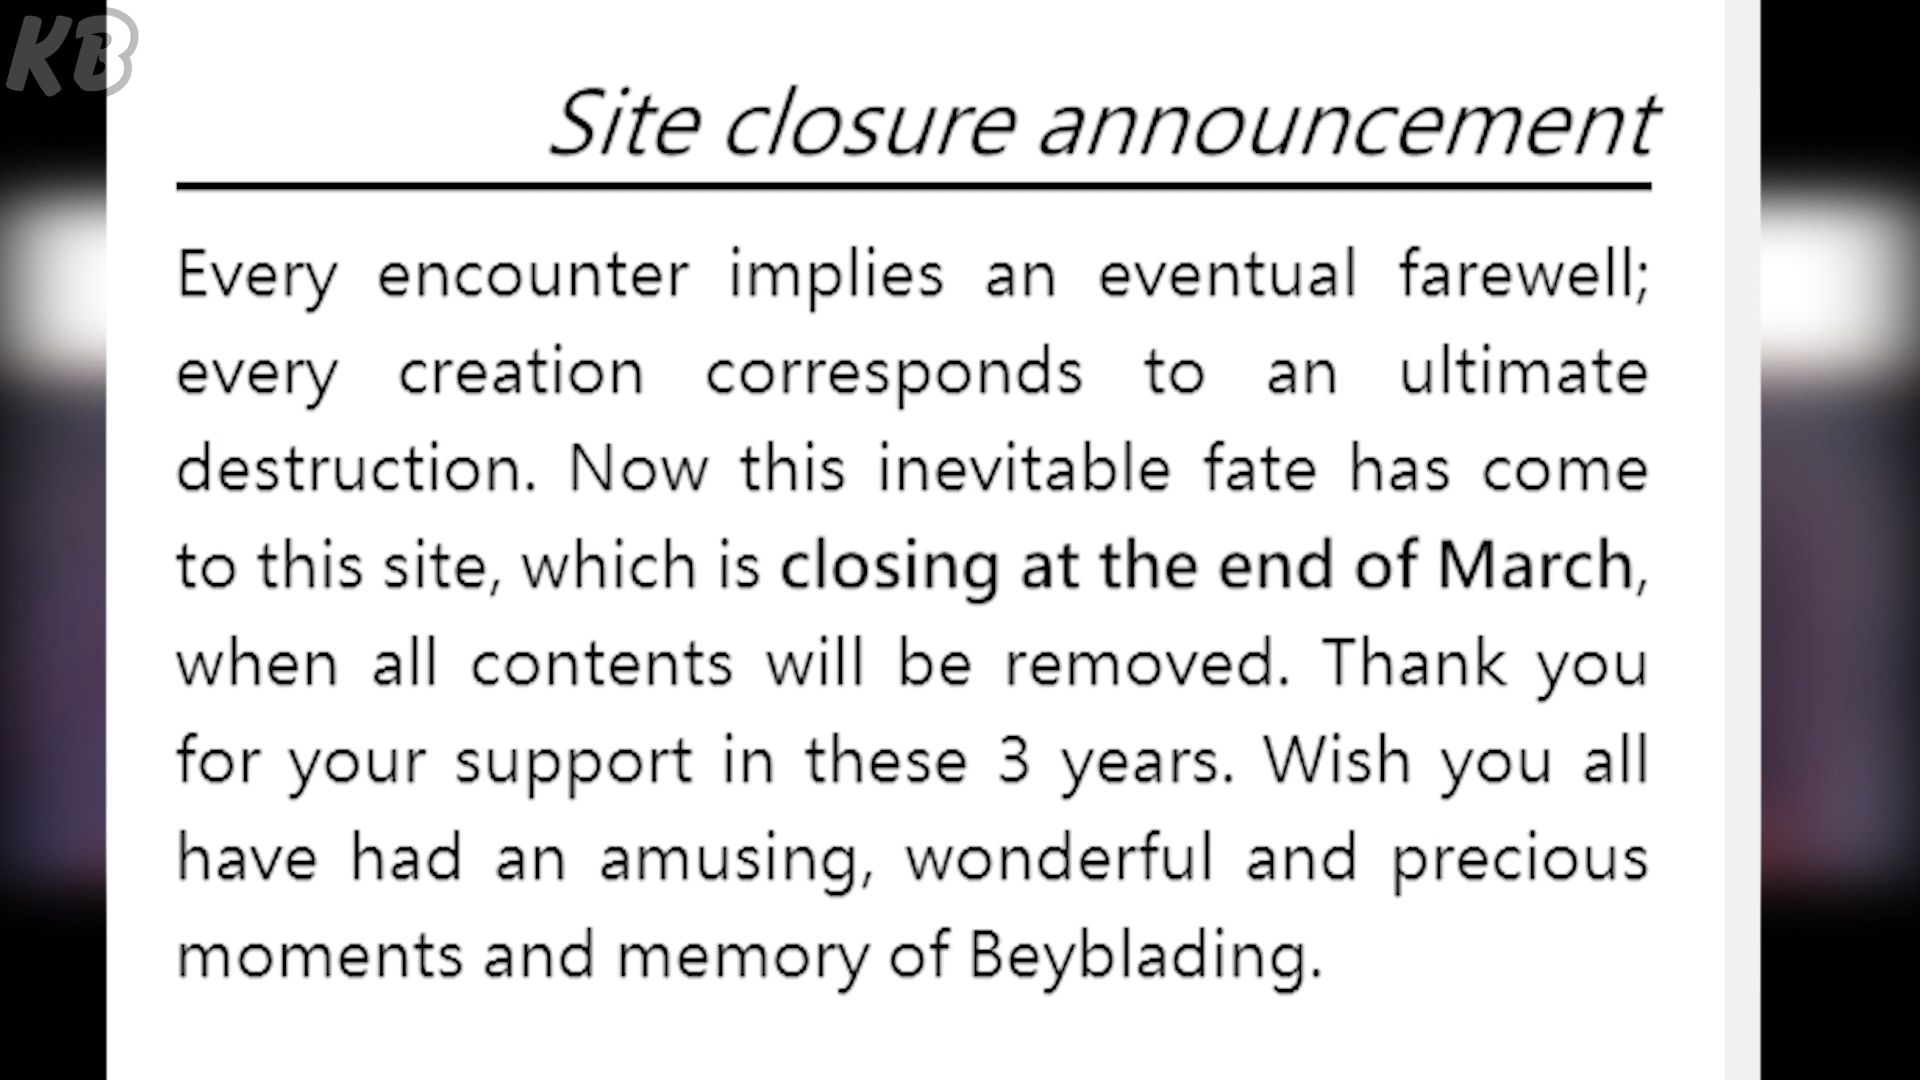 KB
Site closure announcement
Every encounter implies an eventual farewell;
every creation corresponds to an ultimate
destruction. Now this inevitable fate has come
to this site, which is closing at the end of March,
when all contents will be removed. Thank you
for your support in these 3 years. Wish you all
have had an amusing, wonderful and precious
moments and memory of Beyblading.